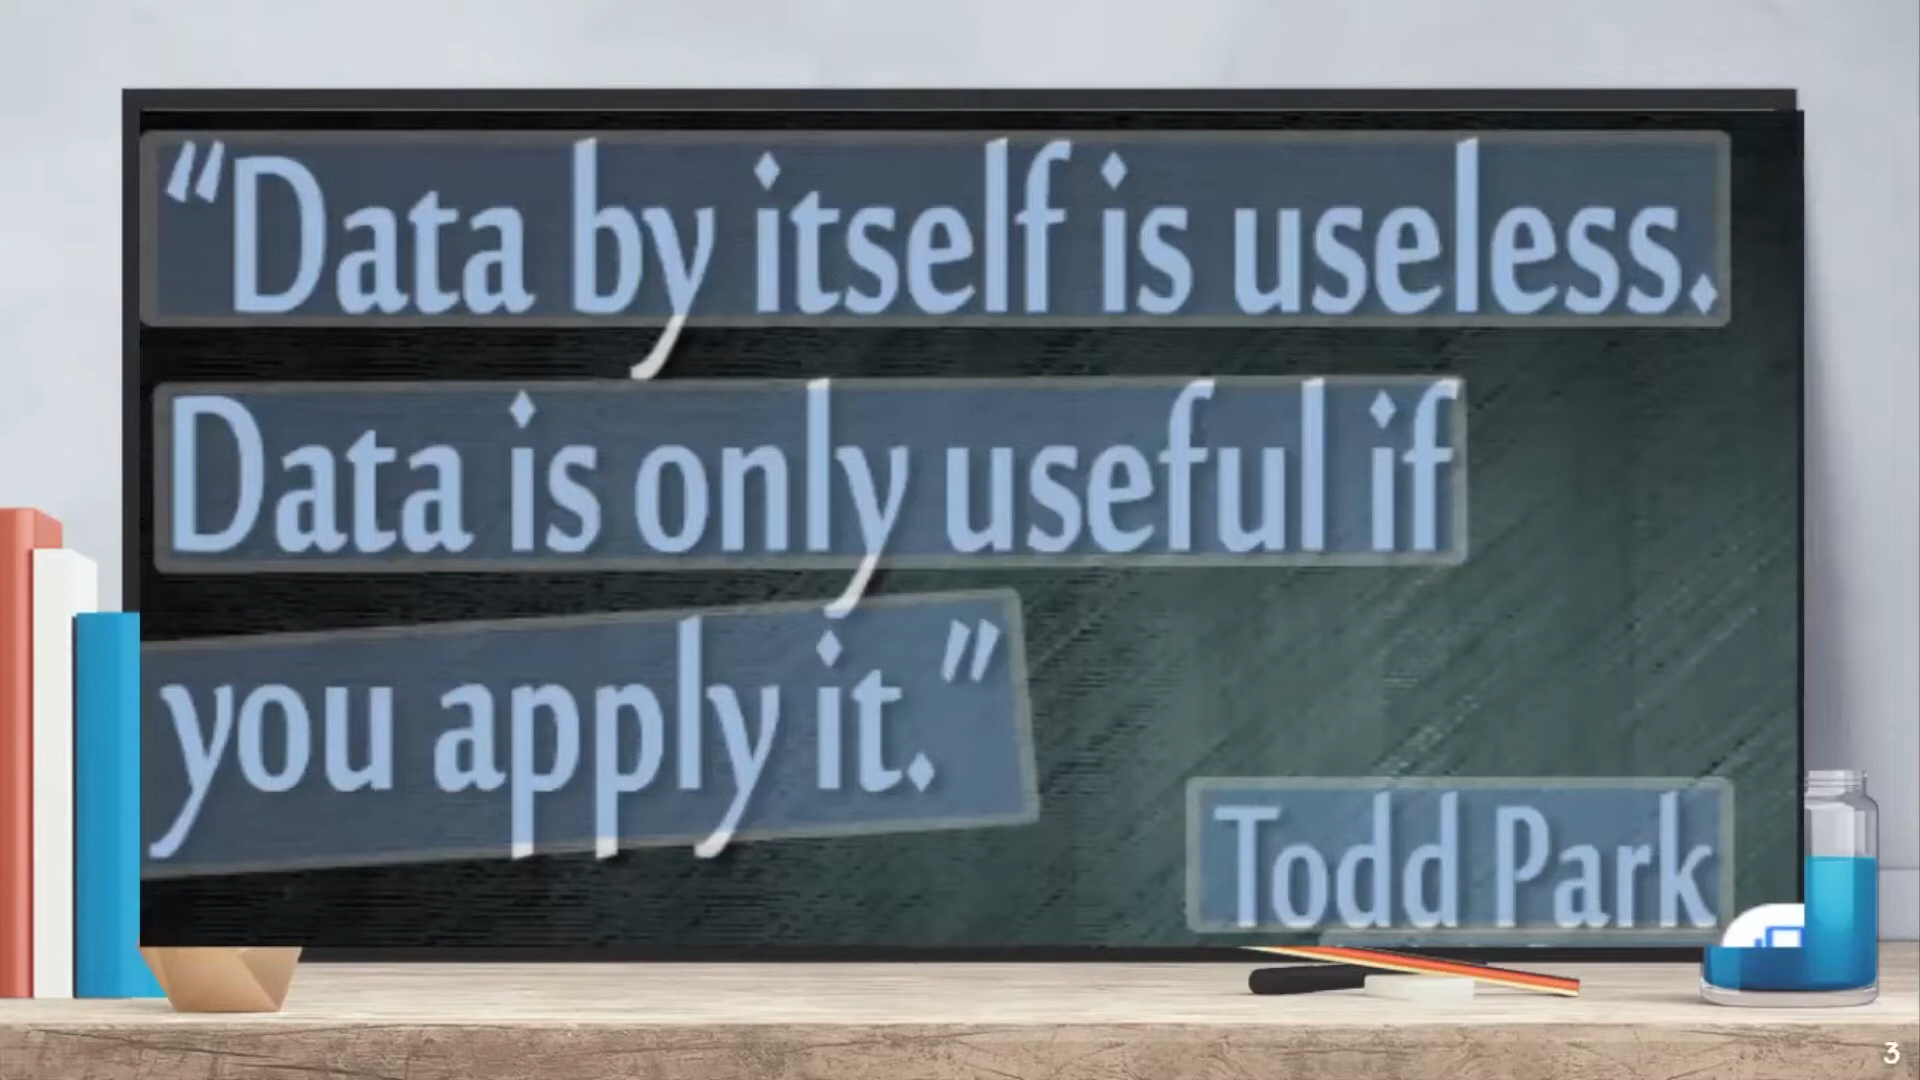 “Data by itself is useless.
Data is only useful if
you apply it.”
Todd Park
3